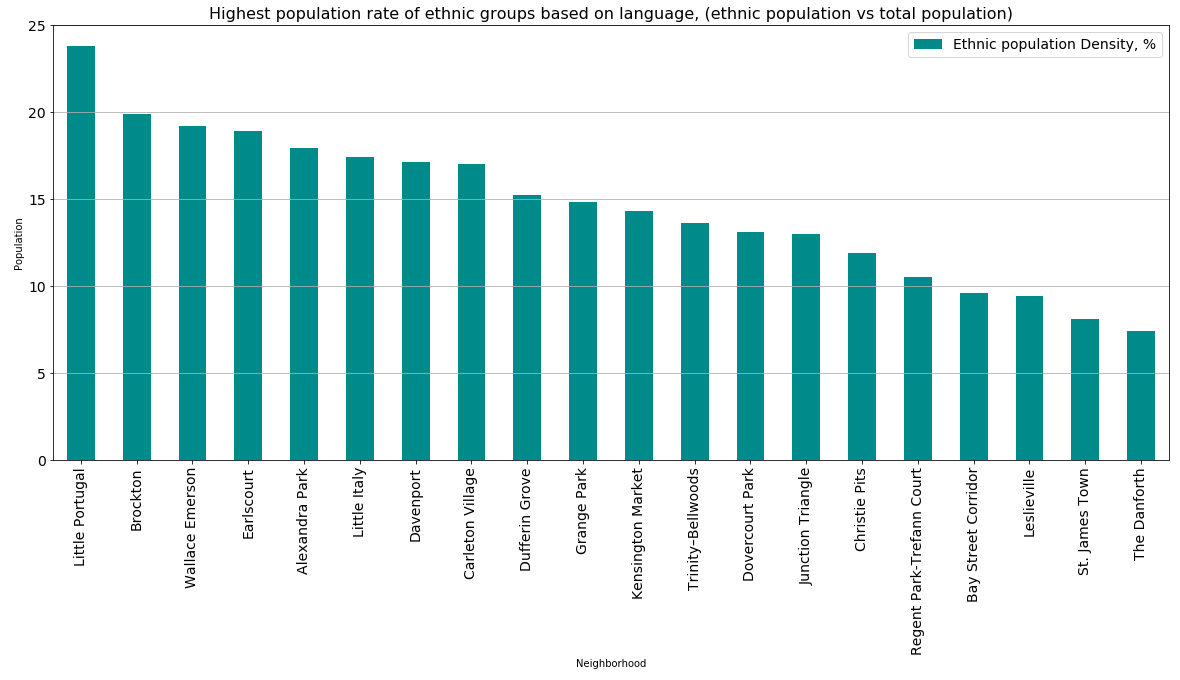 Highest population rate of ethnic groups based on language, (ethnic population vs total population)
Ethnic population Density, %
25
20
15
10
5
0
Population
Little Portugal
Brockton
Wallace Emerson
Earlscourt
Alexandra Park
Little Italy
Davenport
Carleton Village
Dufferin Grove
Grange Park
Kensington Market
Trinity–Bellwoods
Dovercourt Park
Junction Triangle
Christie Pits
Regent Park-Trefann Court
Bay Street Corridor
Leslieville
St. James Town
The Danforth
Neighborhood